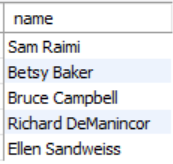 name
Sam Raimi
Betsy Baker
Bruce Campbell
Richard DeManincor
Ellen Sandweiss